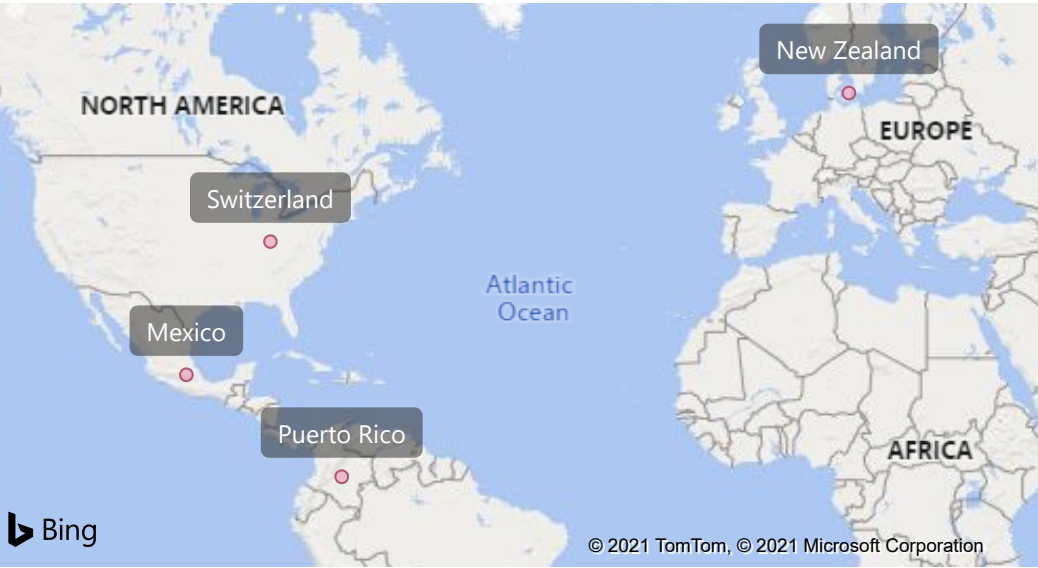 New Zealand
NORTH AMERICA
EUROPE
Switzerland
Atlantic
Ocean
Mexico
Puerto Rico
AFRICA
Bing
© 2021 TomTom, © 2021 Microsoft Corporation